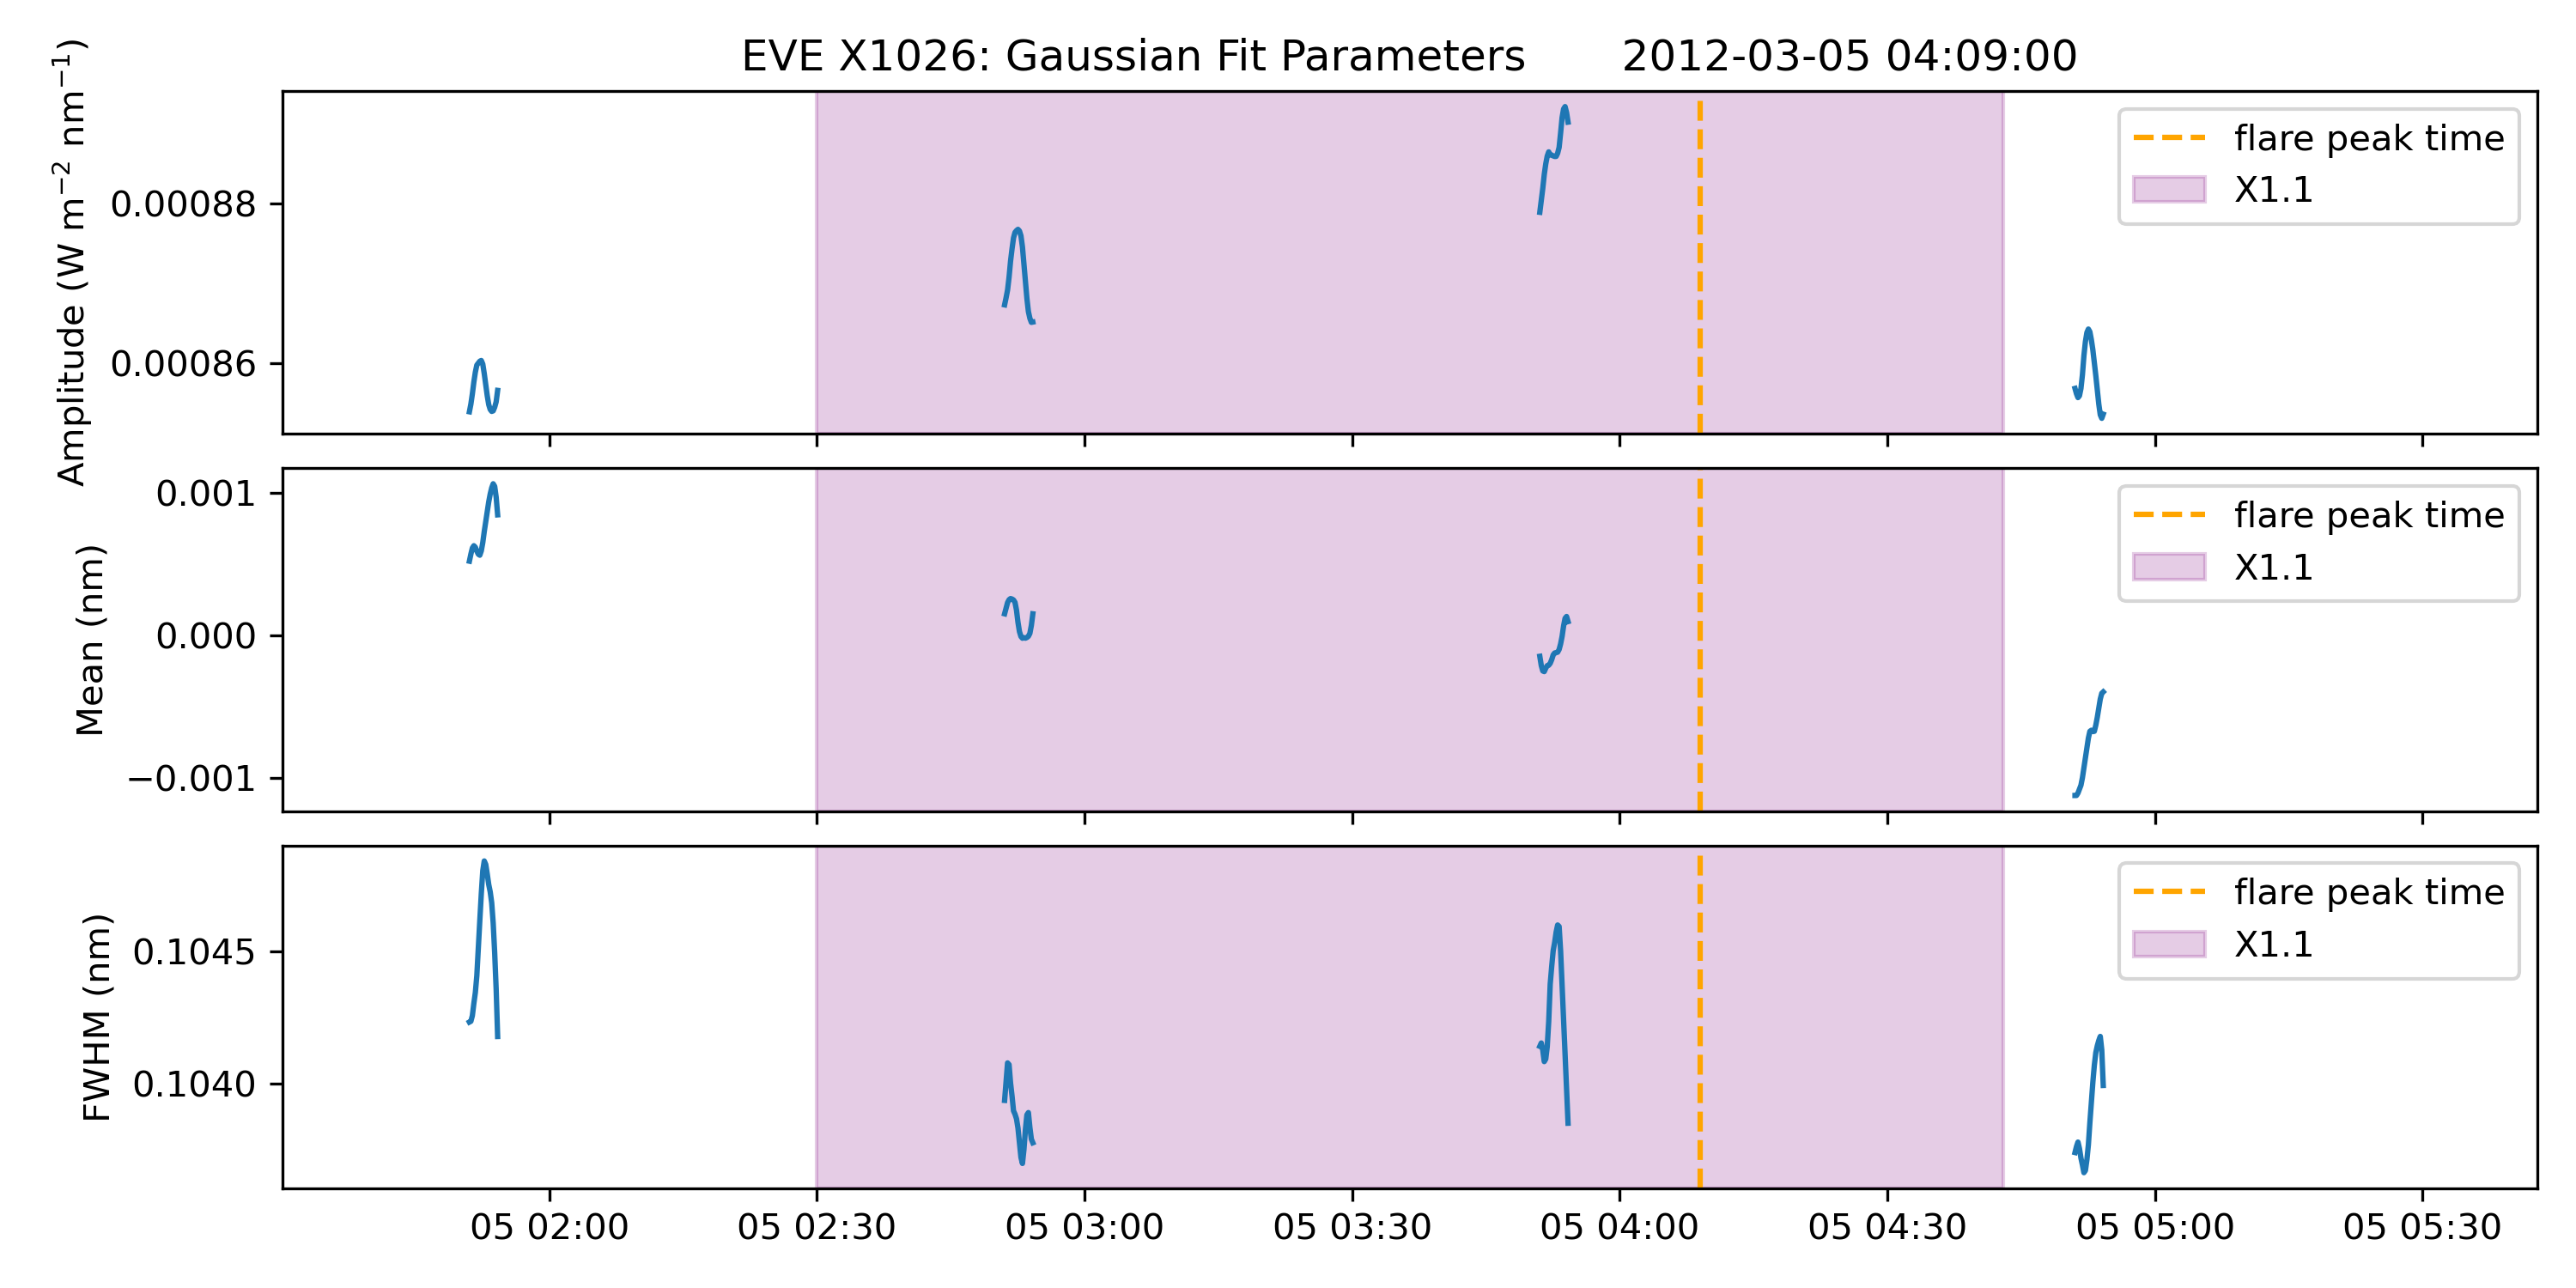 EVE X1026: Gaussian Fit Parameters 2012-03-05 04:09:00
Amplitude (W m⁻² nm⁻¹)
0.00088
0.00086
flare peak time
X1.1
Mean (nm)
0.001
0.000
−0.001
flare peak time
X1.1
FWHM (nm)
0.1045
0.1040
flare peak time
X1.1
05 02:00 05 02:30 05 03:00 05 03:30 05 04:00 05 04:30 05 05:00 05 05:30